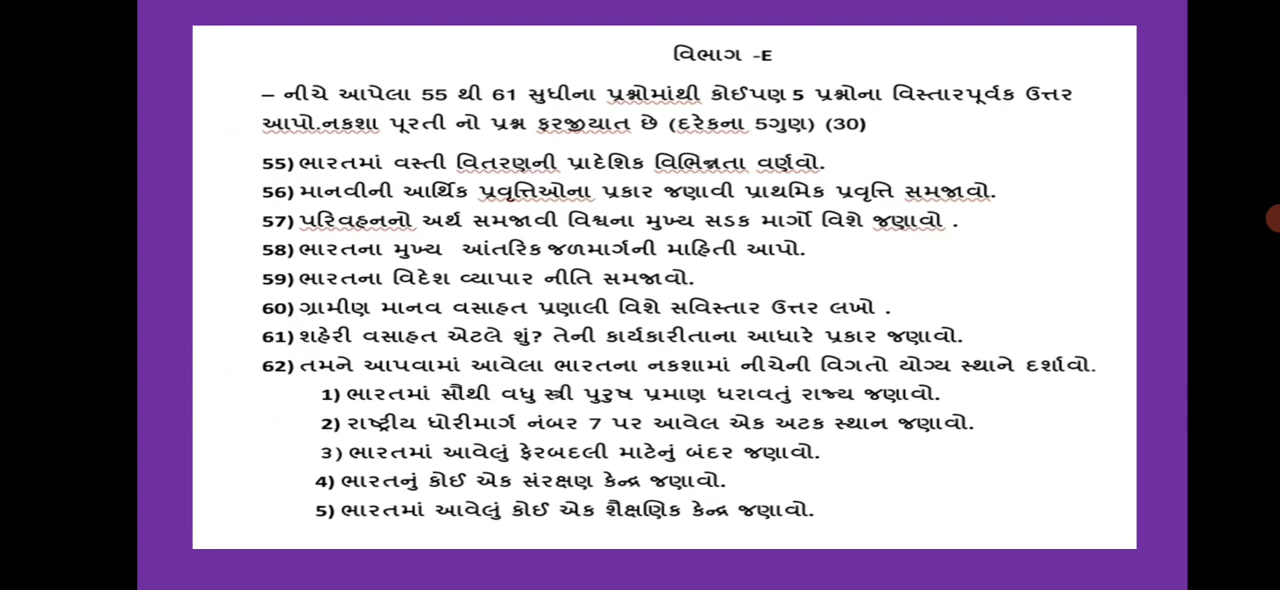 વિભાગ -E
– નીચે આપેલા 55 થી 61 સુધીના પ્રશ્નોમાંથી કોઈપણ 5 પ્રશ્નોના વિસ્તારપૂર્વક ઉત્તર
આપો.નકશા પૂરતી નો પ્રશ્ન ફરજીયાત છે (દરેકના 5ગુણ) (30)
55) ભારતમાં વસ્તી વિતરણની પ્રાદેશિક વિભિન્નતા વર્ણવો.
56) માનવીની આર્થિક પ્રવૃત્તિઓના પ્રકાર જણાવી પ્રાથમિક પ્રવૃત્તિ સમજાવો.
57) પરિવહનનો અર્થ સમજાવી વિશ્વના મુખ્ય સડક માર્ગો વિશે જણાવો .
58) ભારતના મુખ્ય આંતરિક જળમાર્ગની માહિતી આપો.
59) ભારતના વિદેશ વ્યાપાર નીતિ સમજાવો.
60) ગ્રામીણ માનવ વસાહત પ્રણાલી વિશે સવિસ્તાર ઉત્તર લખો .
61) શહેરી વસાહત એટલે શું? તેની કાર્યકારીતાના આધારે પ્રકાર જણાવો.
62) તમને આપવામાં આવેલા ભારતના નકશામાં નીચેની વિગતો યોગ્ય સ્થાને દર્શાવો.
1) ભારતમાં સૌથી વધુ સ્ત્રી પુરુષ પ્રમાણ ધરાવતું રાજ્ય જણાવો.
2) રાષ્ટ્રીય ધોરીમાર્ગ નંબર 7 પર આવેલ એક અટક સ્થાન જણાવો.
3) ભારતમાં આવેલું ફેરબદલી માટેનું બંદર જણાવો.
4) ભારતનું કોઈ એક સંરક્ષણ કેન્દ્ર જણાવો.
5) ભારતમાં આવેલું કોઈ એક શૈક્ષણિક કેન્દ્ર જણાવો.